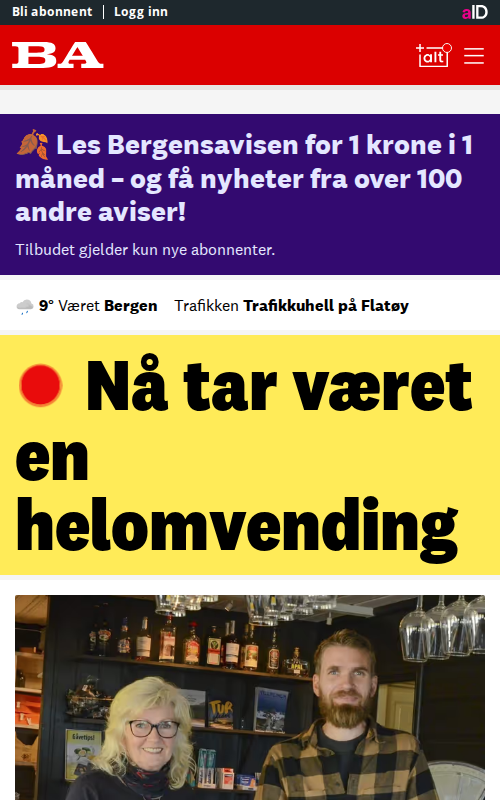 Bli abonnent | Logg inn aID
BA +alt
🍂 Les Bergensavisen for 1 krone i 1
måned – og få nyheter fra over 100
andre aviser!
Tilbudet gjelder kun nye abonnenter.
9° Været Bergen Trafikken Trafikkuhell på Flatøy
Nå tar været
en
helomvending
TUR